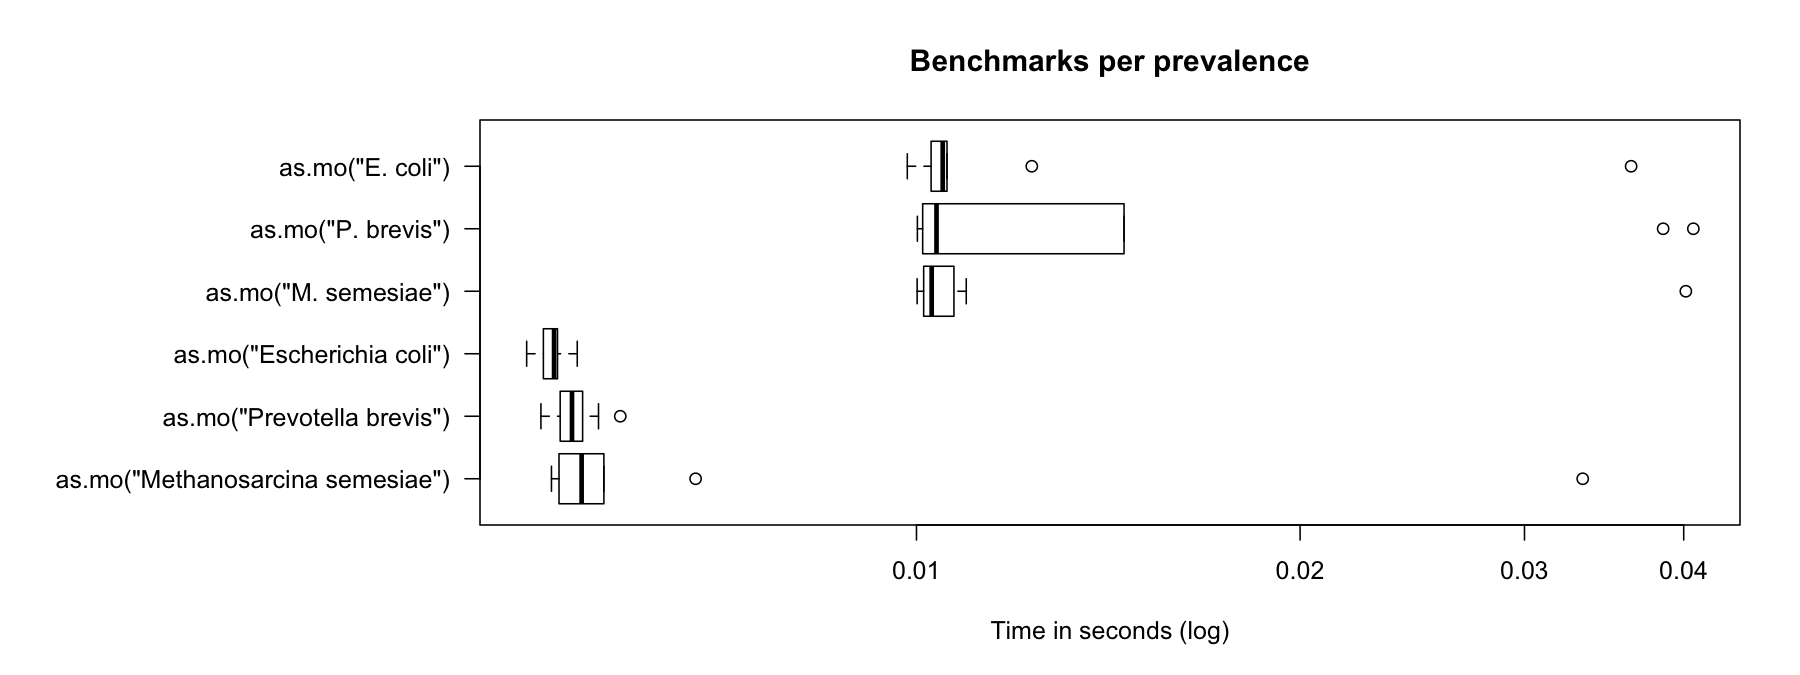 Benchmarks per prevalence
as.mo("E. coli")
as.mo("P. brevis")
as.mo("M. semesiae")
as.mo("Escherichia coli")
as.mo("Prevotella brevis")
as.mo("Methanosarcina semesiae")
0.01 0.02 0.03 0.04
Time in seconds (log)